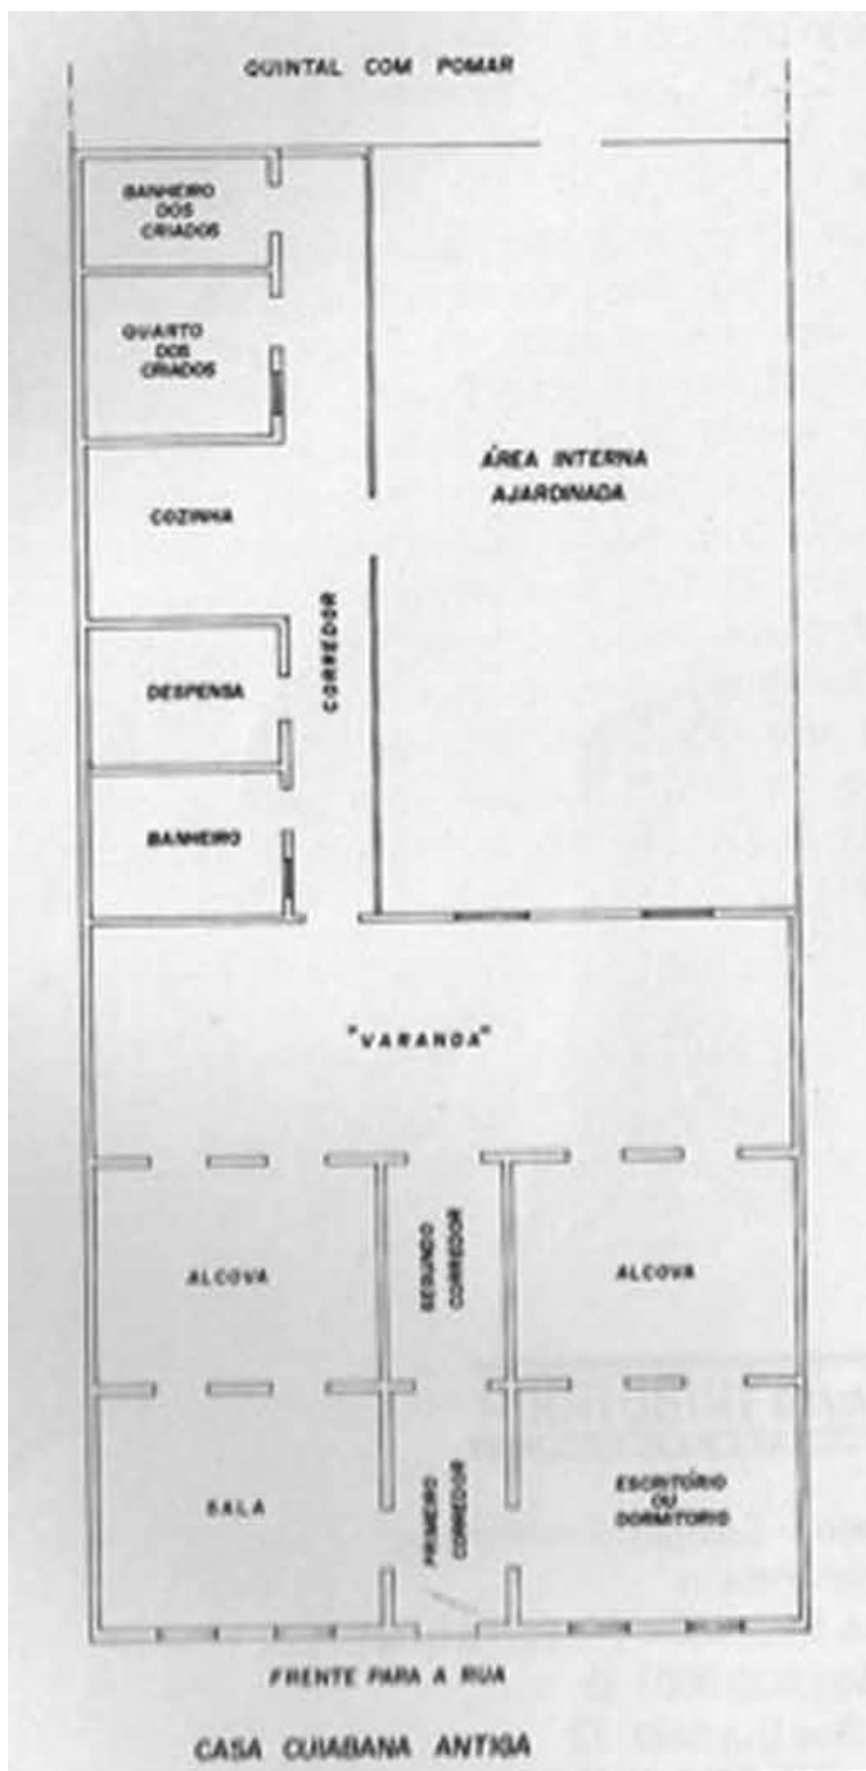 QUINTAL COM POMAR
BANHEIRO
DOS
CRIADOS
QUARTO
DOS
CRIADOS
ÁREA INTERNA
AJARDINADA
COZINHA
CORREDOR
DESPENSA
BANHEIRO
"VARANDA"
SEGUNDO
CORREDOR
ALCOVA
ALCOVA
PRIMEIRO
CORREDOR
SALA
ESCRITÓRIO
OU
DORMITORIO
FRENTE PARA A RUA
CASA CUIABANA ANTIGA